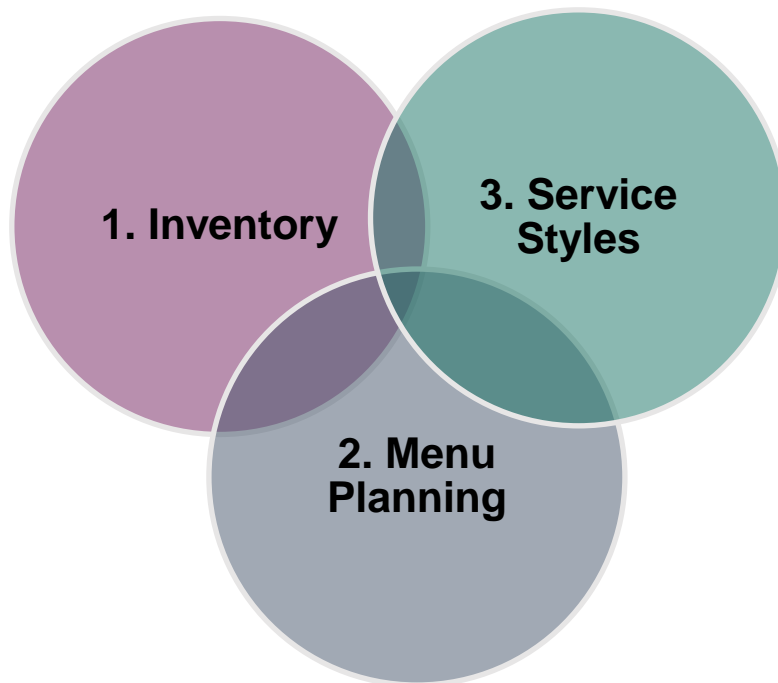 1. Inventory
3. Service
Styles
2. Menu
Planning